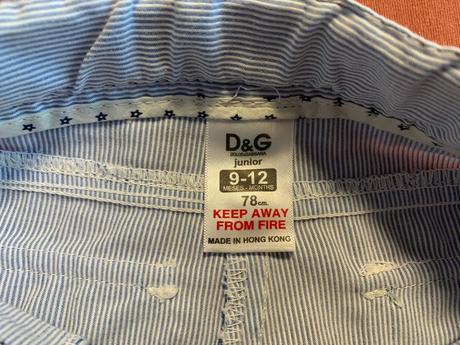 D&G
DOLCE&GABBANA
junior
9-12
MESES - MONTHS
78 cm.
KEEP AWAY
FROM FIRE
MADE IN HONG KONG